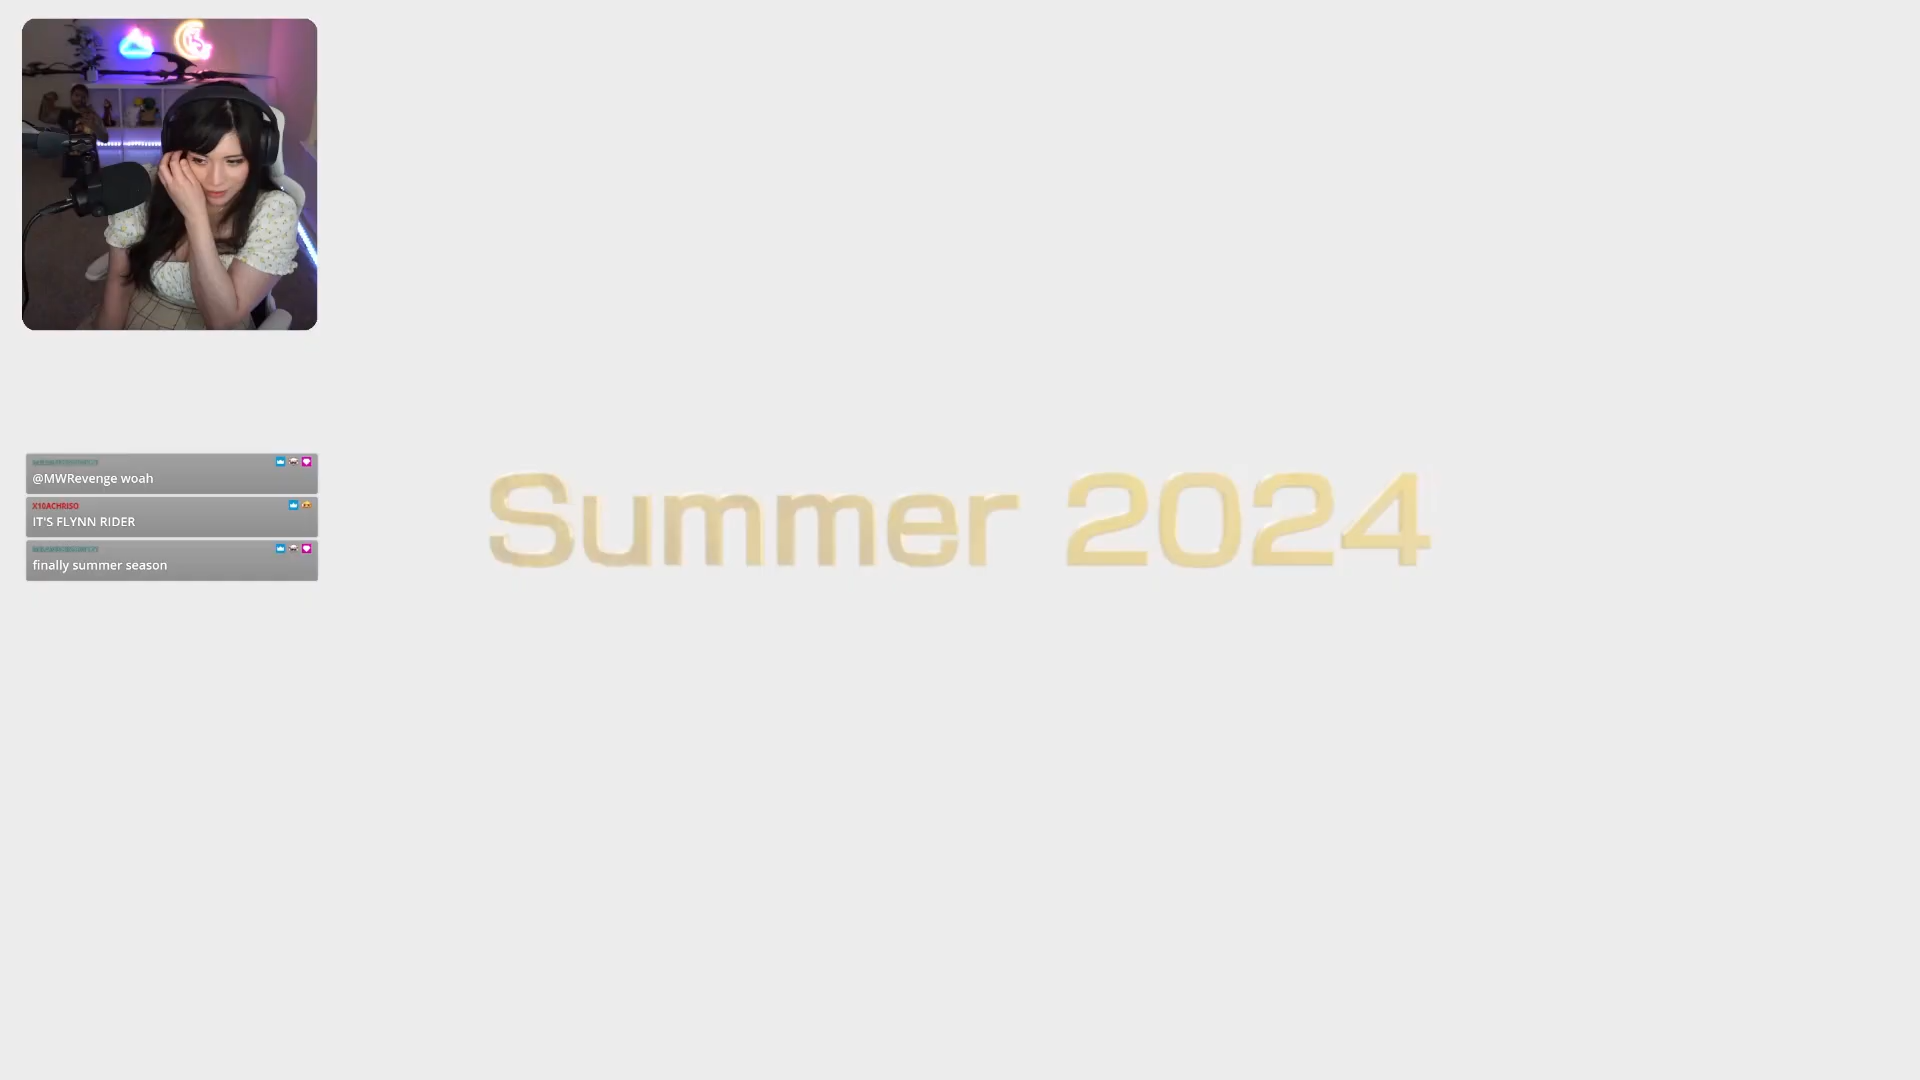 @MWRevenge woah
X10ACHRISO
IT'S FLYNN RIDER
finally summer season
Summer 2024